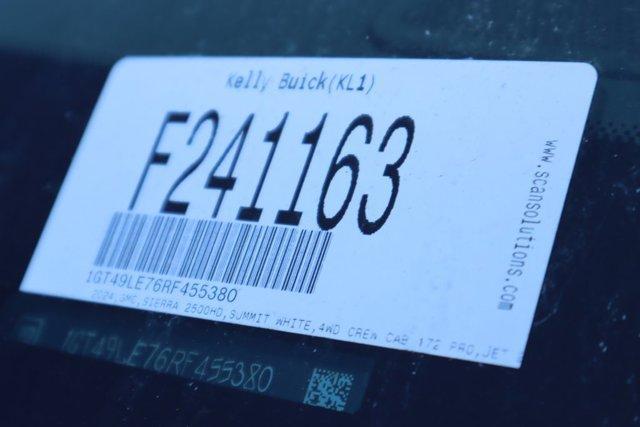 Kelly Buick(KL1)
F241163
www.scansolutions.com
1GT49LE76RF455380
2024,GMC,SIERRA 2500HD,SUMMIT WHITE,4WD CREW CAB 172 PRO,JET
1GT49LE76RF455380